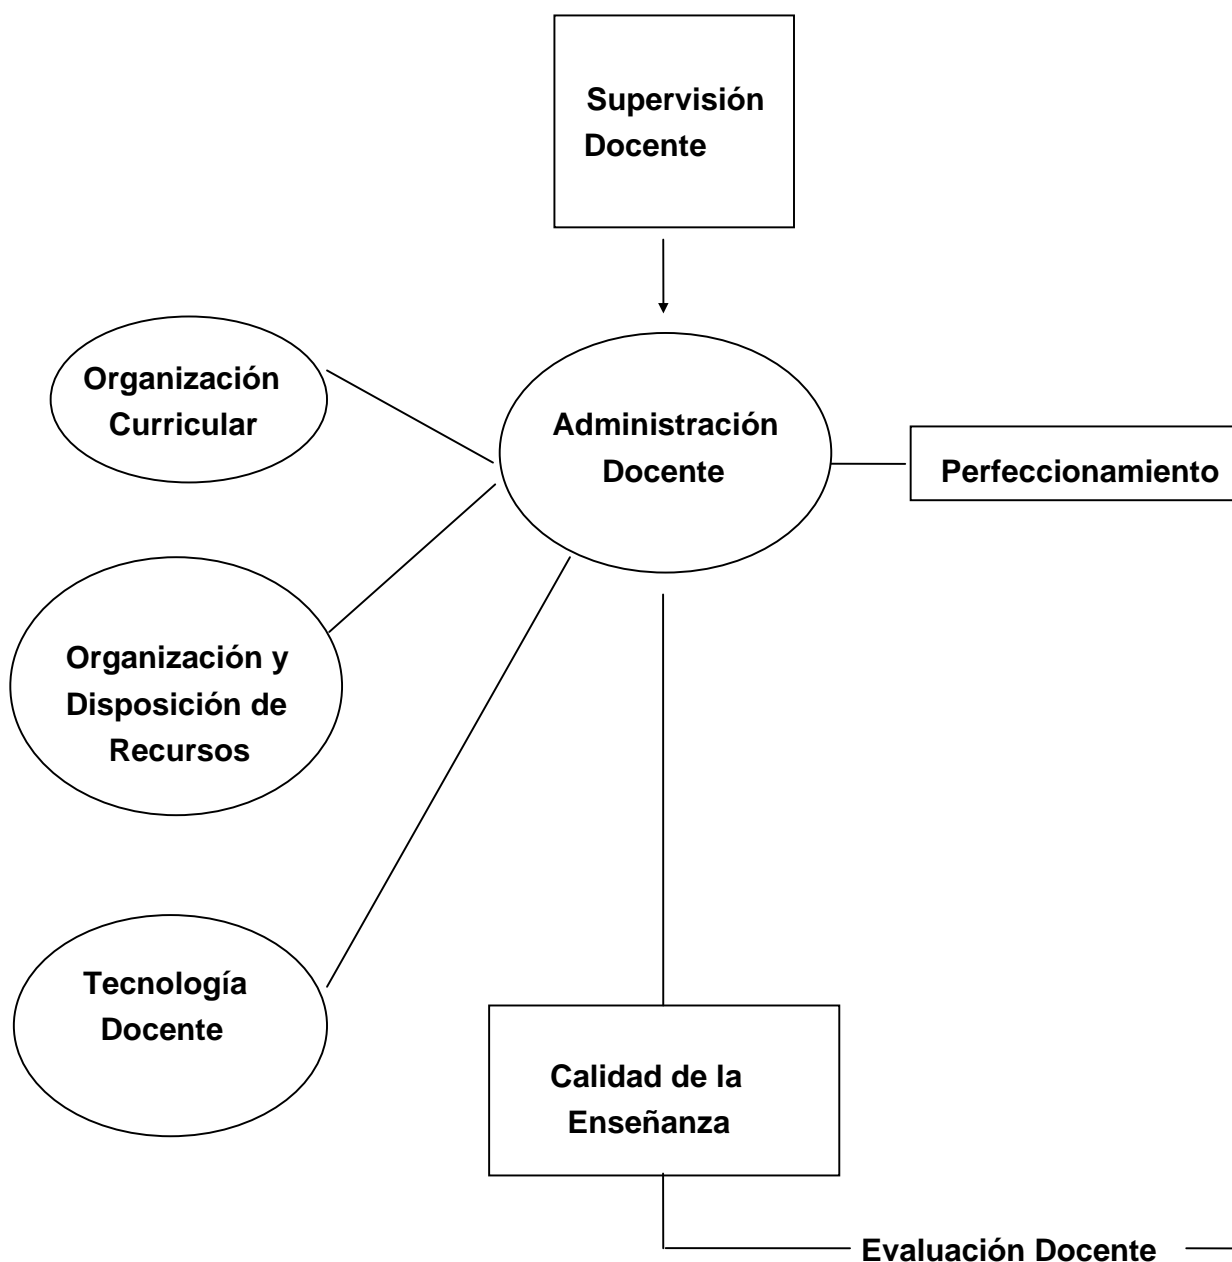 Supervisión
Docente
Organización
Curricular
Administración
Docente
Perfeccionamiento
Organización y
Disposición de
Recursos
Tecnología
Docente
Calidad de la
Enseñanza
Evaluación Docente